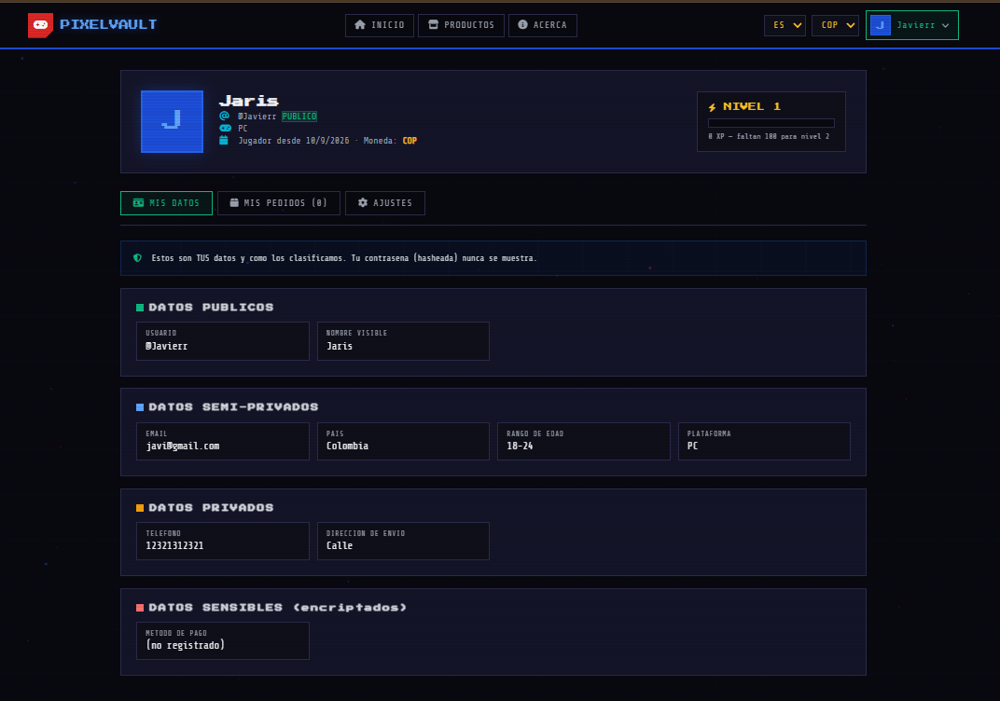 PIXELVAULT
INICIO
PRODUCTOS
ACERCA
ES
COP
J
Javierr
J
Jaris
@Javierr PUBLICO
PC
Jugador desde 10/9/2026 · Moneda: COP
NIVEL 1
0 XP — faltan 100 para nivel 2
MIS DATOS
MIS PEDIDOS (0)
AJUSTES
Estos son TUS datos y como los clasificamos. Tu contrasena (hasheada) nunca se muestra.
DATOS PUBLICOS
USUARIO
@Javierr
NOMBRE VISIBLE
Jaris
DATOS SEMI-PRIVADOS
EMAIL
javi@gmail.com
PAIS
Colombia
RANGO DE EDAD
18-24
PLATAFORMA
PC
DATOS PRIVADOS
TELEFONO
12321312321
DIRECCION DE ENVIO
Calle
DATOS SENSIBLES (encriptados)
METODO DE PAGO
(no registrado)